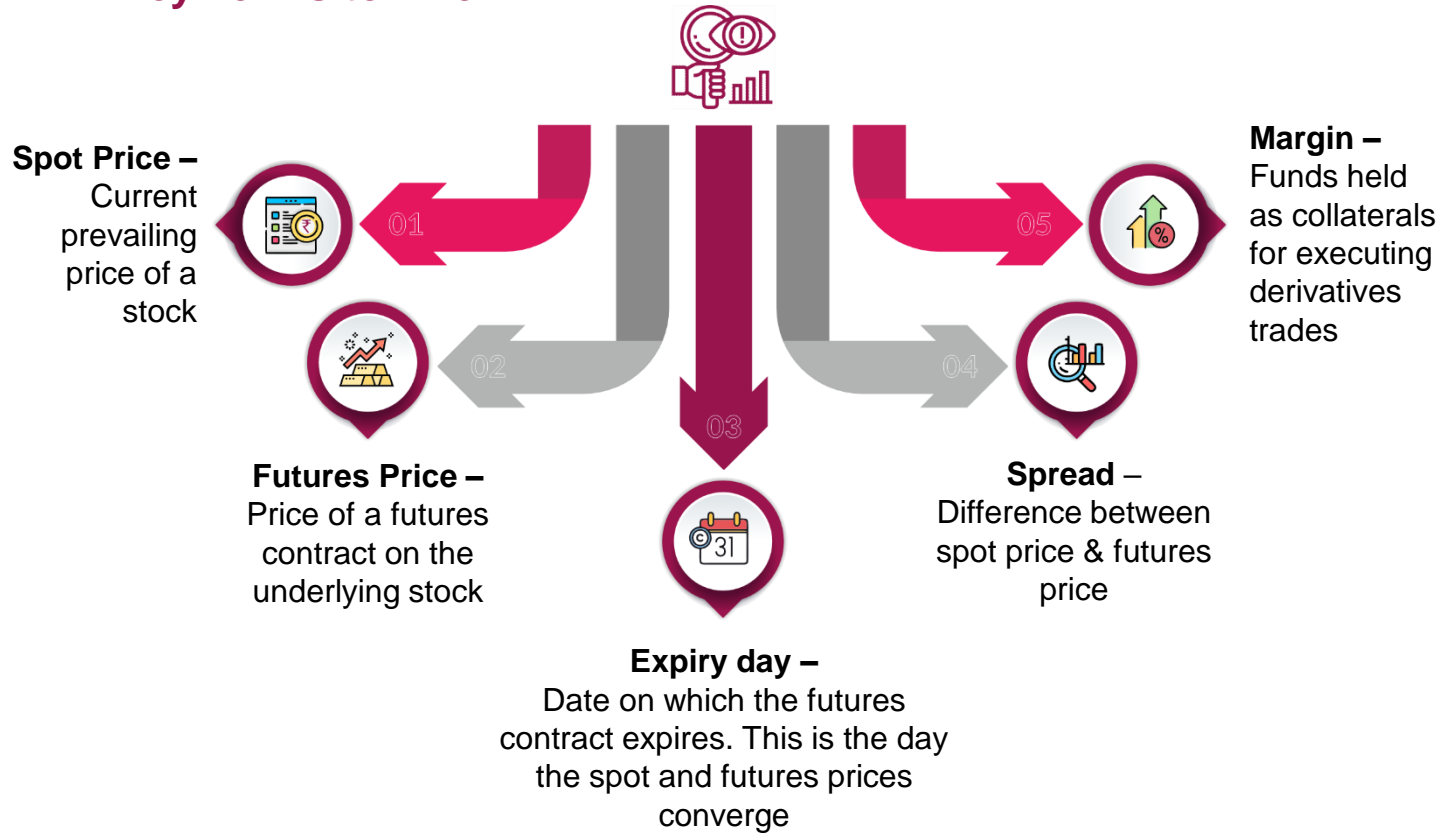 Spot Price –
Current
prevailing
price of a
stock
01
Futures Price –
Price of a futures
contract on the
underlying stock
02
03
31
Expiry day –
Date on which the futures
contract expires. This is the day
the spot and futures prices
converge
04
Spread –
Difference between
spot price & futures
price
05
%
Margin –
Funds held
as collaterals
for executing
derivatives
trades